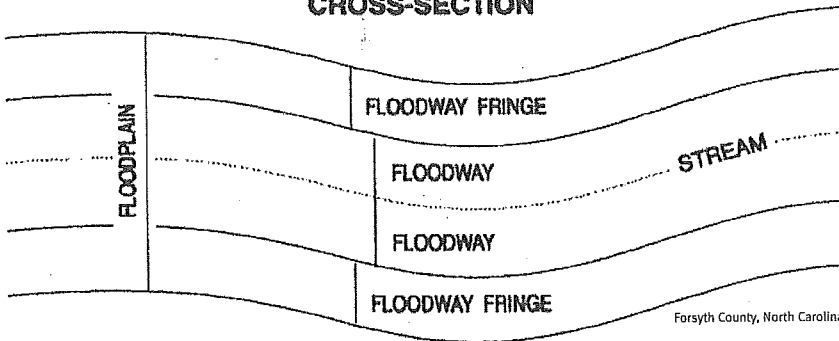 CROSS-SECTION
FLOODPLAIN
FLOODWAY FRINGE
FLOODWAY
STREAM
FLOODWAY
FLOODWAY FRINGE
Forsyth County, North Carolina